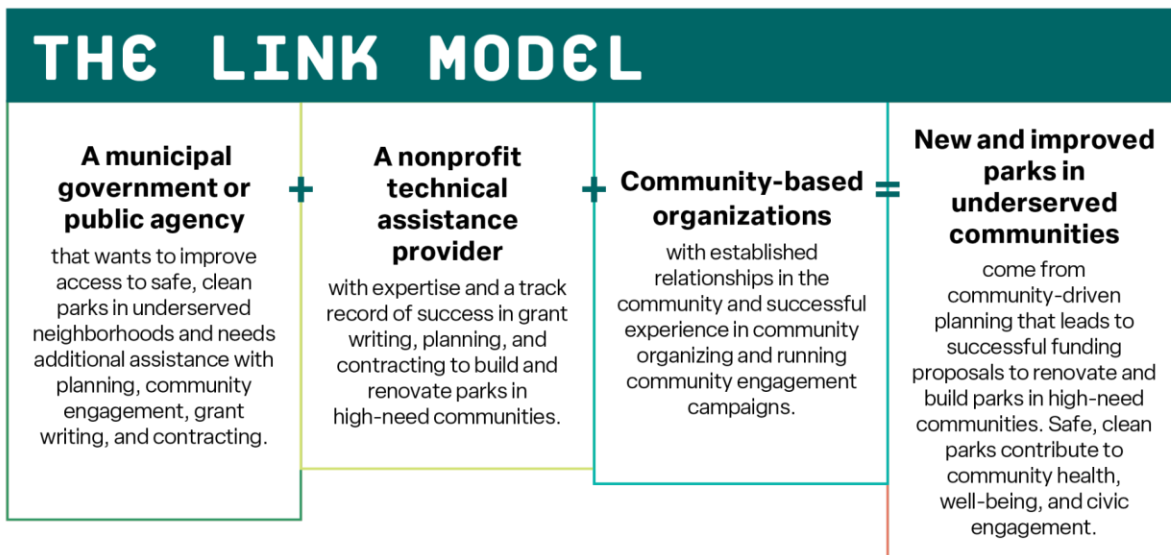 THE LINK MODEL
A municipal
government or
public agency
that wants to improve
access to safe, clean
parks in underserved
neighborhoods and needs
additional assistance with
planning, community
engagement, grant
writing, and contracting.
+
A nonprofit
technical
assistance
provider
with expertise and a track
record of success in grant
writing, planning, and
contracting to build and
renovate parks in
high-need communities.
+
Community-based
organizations
with established
relationships in the
community and successful
experience in community
organizing and running
community engagement
campaigns.
=
New and improved
parks in
underserved
communities
come from
community-driven
planning that leads to
successful funding
proposals to renovate and
build parks in high-need
communities. Safe, clean
parks contribute to
community health,
well-being, and civic
engagement.